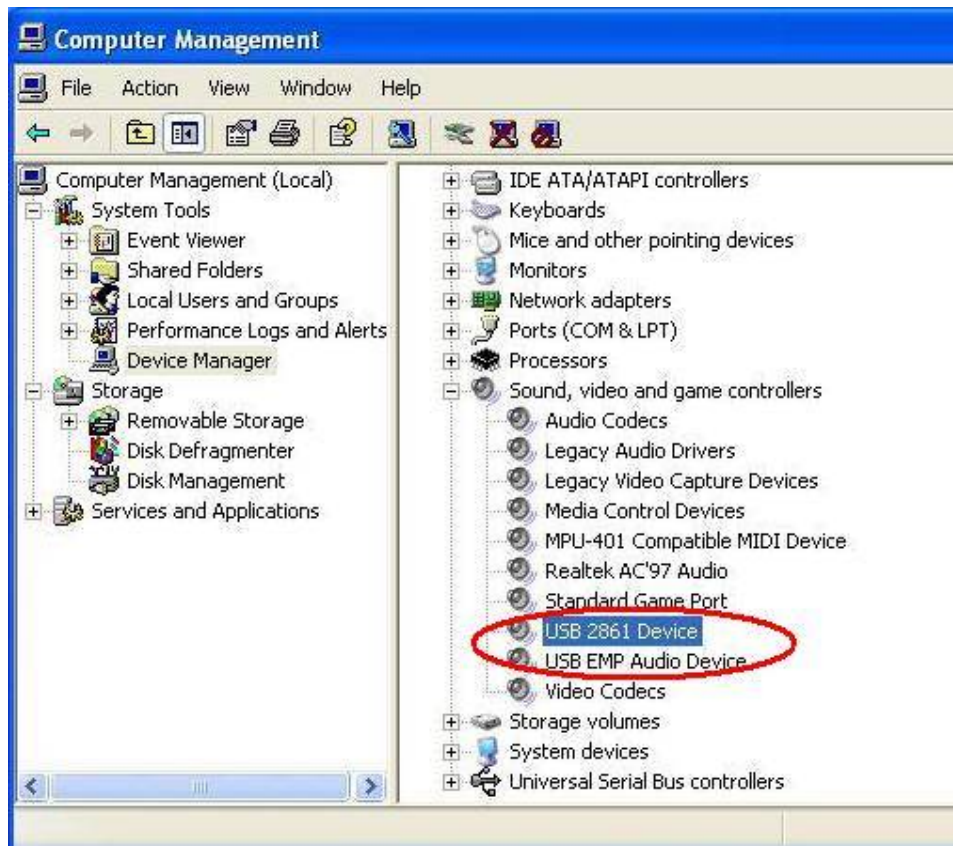 Computer Management
File Action View Window Help
Computer Management (Local)
System Tools
Event Viewer
Shared Folders
Local Users and Groups
Performance Logs and Alerts
Device Manager
Storage
Removable Storage
Disk Defragmenter
Disk Management
Services and Applications
IDE ATA/ATAPI controllers
Keyboards
Mice and other pointing devices
Monitors
Network adapters
Ports (COM & LPT)
Processors
Sound, video and game controllers
Audio Codecs
Legacy Audio Drivers
Legacy Video Capture Devices
Media Control Devices
MPU-401 Compatible MIDI Device
Realtek AC'97 Audio
Standard Game Port
USB 2861 Device
USB EMP Audio Device
Video Codecs
Storage volumes
System devices
Universal Serial Bus controllers